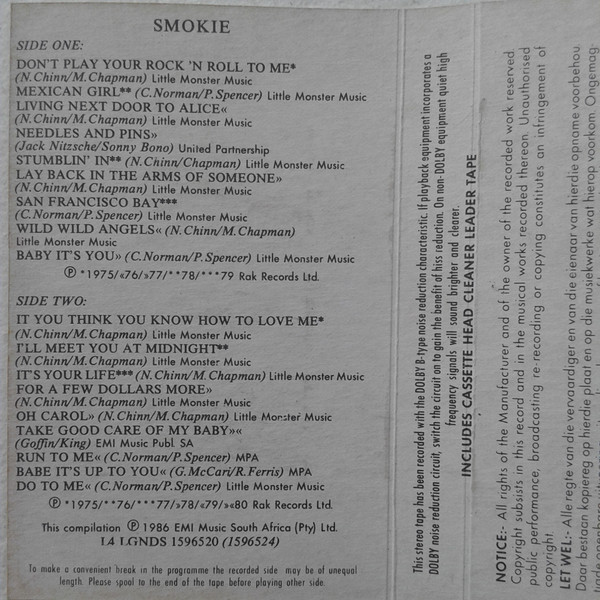 SMOKIE
SIDE ONE:
DON'T PLAY YOUR ROCK 'N ROLL TO ME*
(N.Chinn/M.Chapman) Little Monster Music
MEXICAN GIRL** (C.Norman/P.Spencer) Little Monster Music
LIVING NEXT DOOR TO ALICE«
(N.Chinn/M.Chapman) Little Monster Music
NEEDLES AND PINS»
(Jack Nitzsche/Sonny Bono) United Partnership
STUMBLIN' IN** (N.Chinn/Chapman) Little Monster Music
LAY BACK IN THE ARMS OF SOMEONE»
(N.Chinn/M.Chapman) Little Monster Music
SAN FRANCISCO BAY***
(C.Norman/P.Spencer) Little Monster Music
WILD WILD ANGELS« (N.Chinn/M.Chapman)
Little Monster Music
BABY IT'S YOU» (C.Norman/P.Spencer) Little Monster Music
℗ *1975/«76/»77/**78/***79 Rak Records Ltd.
SIDE TWO:
IT YOU THINK YOU KNOW HOW TO LOVE ME*
(N.Chinn/M.Chapman) Little Monster Music
I'LL MEET YOU AT MIDNIGHT**
(N.Chinn/M.Chapman) Little Monster Music
IT'S YOUR LIFE*** (N.Chinn/M.Chapman) Little Monster Music
FOR A FEW DOLLARS MORE»
(N.Chinn/M.Chapman) Little Monster Music
OH CAROL» (N.Chinn/M.Chapman) Little Monster Music
TAKE GOOD CARE OF MY BABY»«
(Goffin/King) EMI Music Publ. SA
RUN TO ME« (C.Norman/P.Spencer) MPA
BABE IT'S UP TO YOU« (G.McCari/R.Ferris) MPA
DO TO ME« (C.Norman/P.Spencer) Little Monster Music
℗ *1975/**76/***77/»78/«79/»«80 Rak Records Ltd.
This compilation ℗ 1986 EMI Music South Africa (Pty) Ltd.
L4 LGNDS 1596520 (1596524)
To make a convenient break in the programme the recorded side may be of unequal
length. Please spool to the end of the tape before playing other side
This stereo tape has been recorded with the DOLBY B-type noise reduction characteristic. If playback equipment incorporates a
DOLBY noise reduction circuit, switch the circuit on to gain the benefit of hiss reduction. On non-DOLBY equipment quiet high
frequency signals will sound brighter and clearer.
INCLUDES CASSETTE HEAD CLEANER LEADER TAPE
NOTICE:- All rights of the Manufacturer and of the owner of the recorded work reserved.
Copyright subsists in this record and in the musical works recorded thereon. Unauthorised
public performance, broadcasting re-recording or copying constitutes an infringement of
copyright.
LET WEL:- Alle regte van die vervaardiger en van die eienaar van hierdie opname voorbehou.
Daar bestaan kopiereg op hierdie plaat en op die musiekwerke wat hierop voorkom. Ongemag-